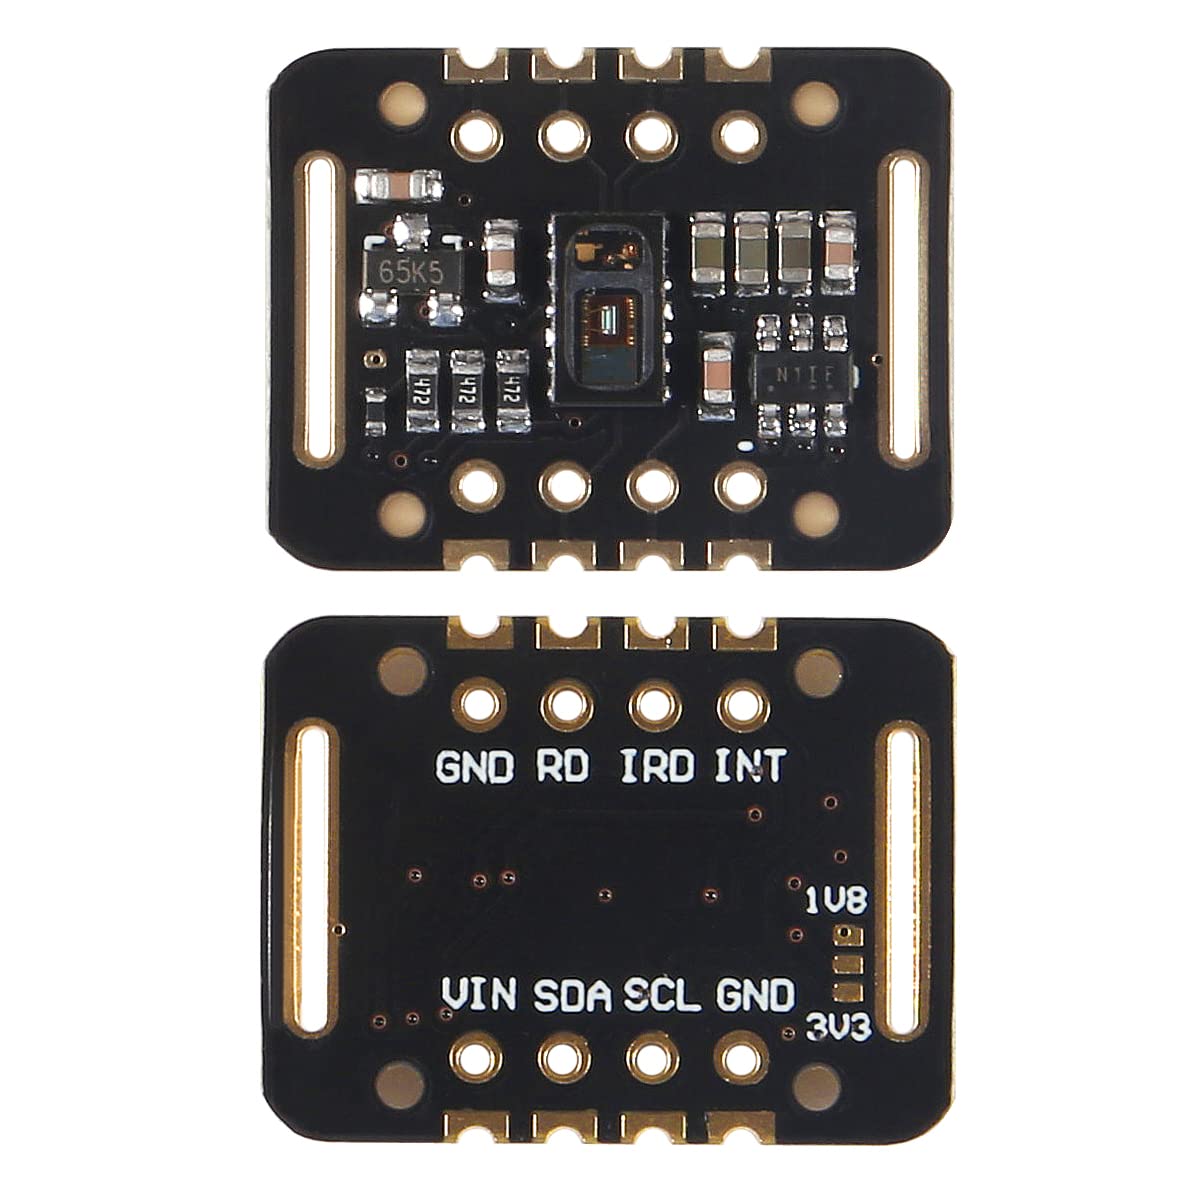 65K5
472 472 472
N1IF
GND RD IRD INT
1V8
VIN SDA SCL GND
3V3